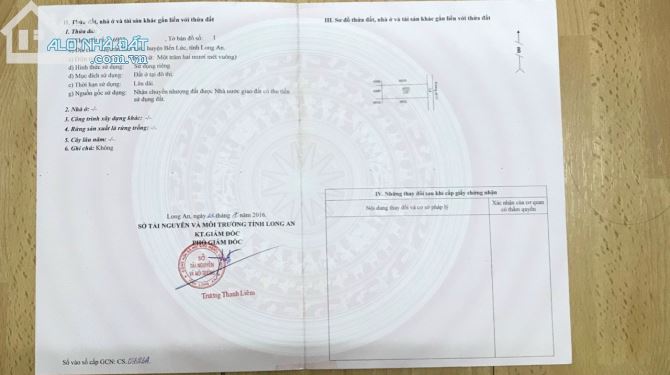 ALONHADAT
.com.vn
II. Thửa đất, nhà ở và tài sản khác gắn liền với thửa đất
1. Thửa đất:
Tờ bản đồ số: 1
huyện Bến Lức, tỉnh Long An.
Một trăm hai mươi mét vuông)
d) Hình thức sử dụng: Sử dụng riêng
đ) Mục đích sử dụng: Đất ở tại đô thị
e) Thời hạn sử dụng: Lâu dài
g) Nguồn gốc sử dụng: Nhận chuyển nhượng đất được Nhà nước giao đất có thu tiền
sử dụng đất.
2. Nhà ở: -/-
3. Công trình xây dựng khác: -/-
4. Rừng sản xuất là rừng trồng: -/-
5. Cây lâu năm: -/-
6. Ghi chú: Không
Long An, ngày năm 2016
SỞ TÀI NGUYÊN VÀ MÔI TRƯỜNG TỈNH LONG AN
KT.GIÁM ĐỐC
PHÓ GIÁM ĐỐC
SỞ
TÀI NGUYÊN
VÀ MÔI TRƯỜNG
Trương Thanh Liêm
Số vào sổ cấp GCN: CS
III. Sơ đồ thửa đất, nhà ở và tài sản khác gắn liền với thửa đất
B
IV. Những thay đổi sau khi cấp giấy chứng nhận
Nội dung thay đổi và cơ sở pháp lý
Xác nhận của cơ quan
có thẩm quyền